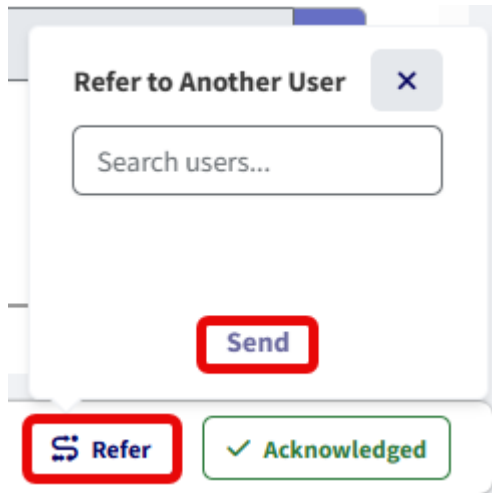 Refer to Another User
Search users...
Send
Refer
Acknowledged